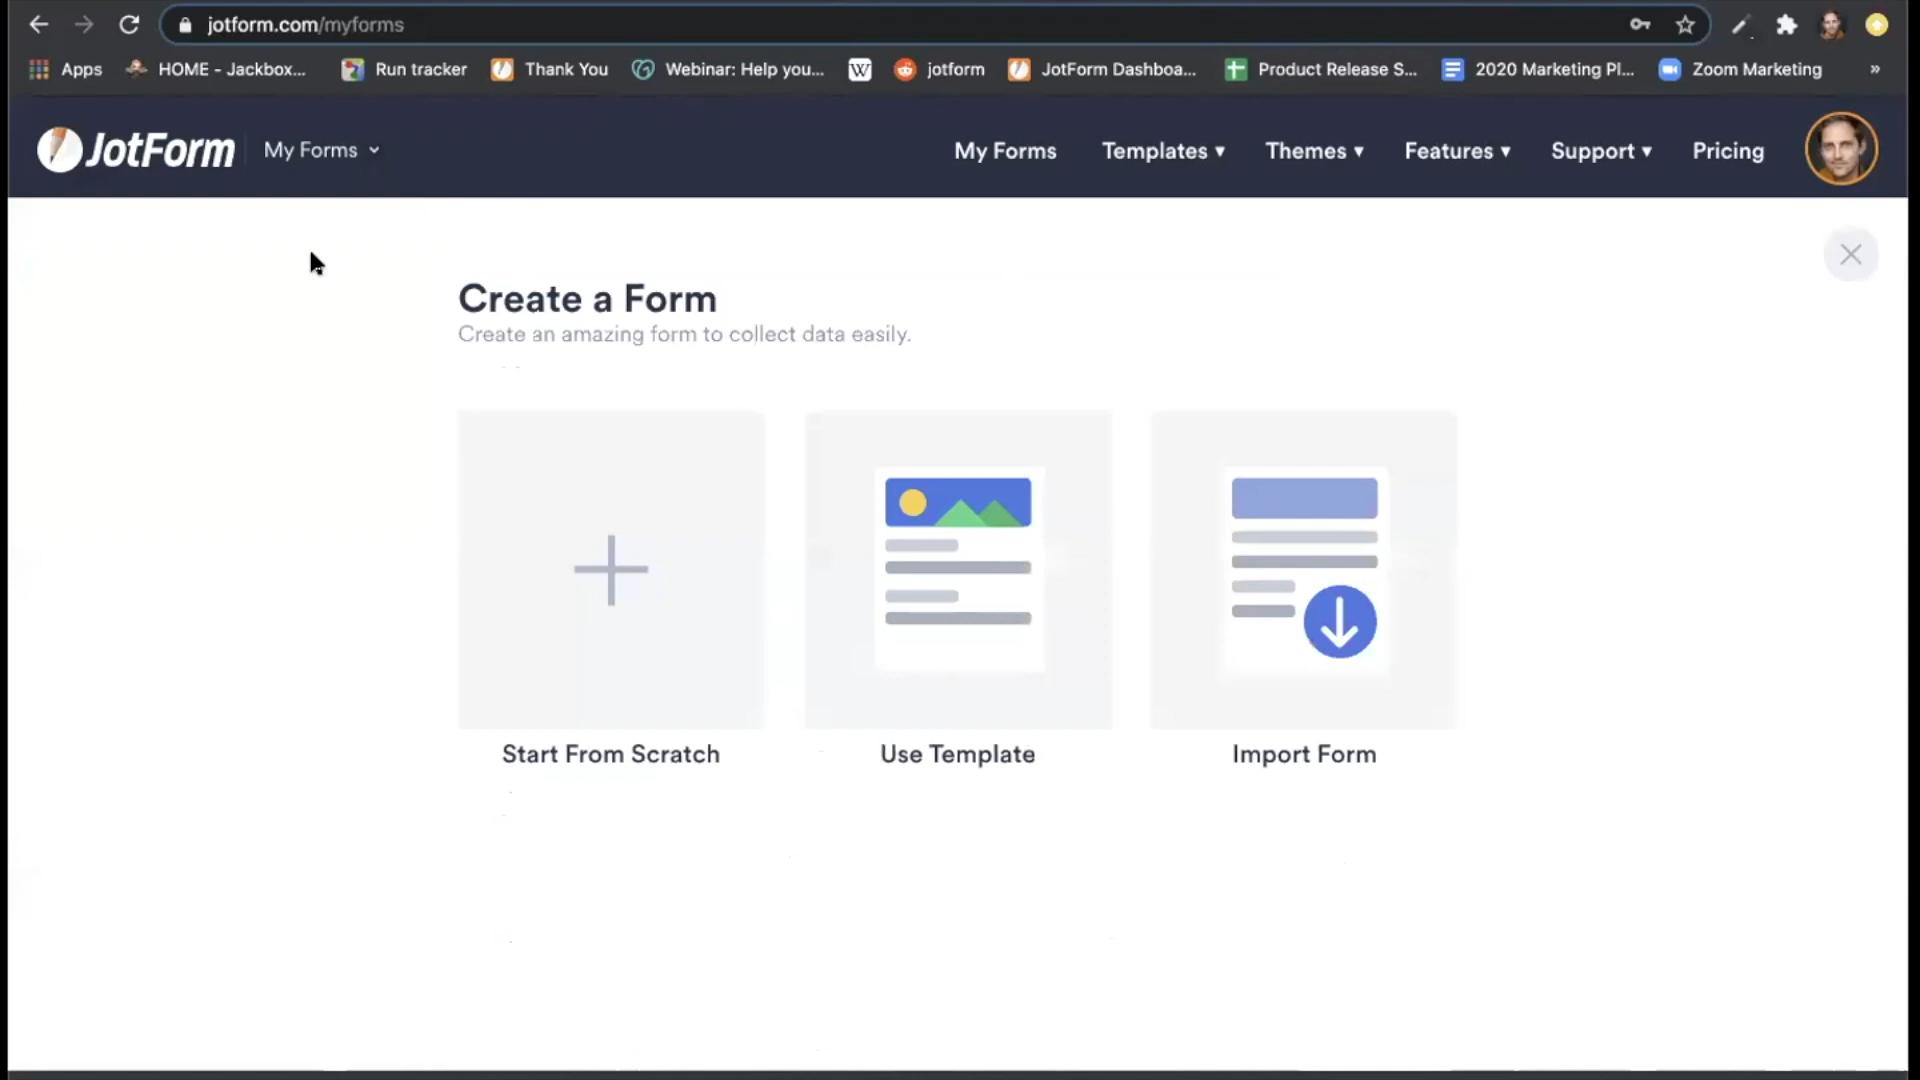 jotform.com/myforms
Apps HOME - Jackbox... Run tracker Thank You Webinar: Help you... W jotform JotForm Dashboa... Product Release S... 2020 Marketing Pl... Zoom Marketing »
JotForm My Forms My Forms Templates ▾ Themes ▾ Features ▾ Support ▾ Pricing
Create a Form
Create an amazing form to collect data easily.
Start From Scratch Use Template Import Form